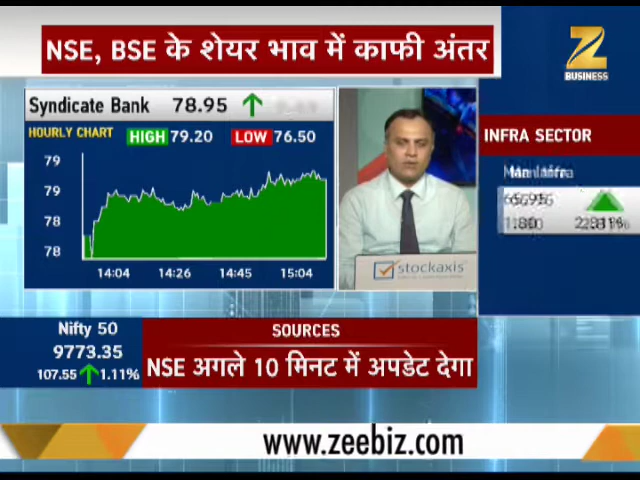 NSE, BSE के शेयर भाव में काफी अंतर
Z
ZEE
BUSINESS
Syndicate Bank 78.95
HOURLY CHART HIGH 79.20 LOW 76.50
79
79
78
78
14:04 14:26 14:45 15:04
stockaxis
INFRA SECTOR
Nifty 50
9773.35
107.55 1.11%
SOURCES
NSE अगले 10 मिनट में अपडेट देगा
www.zeebiz.com